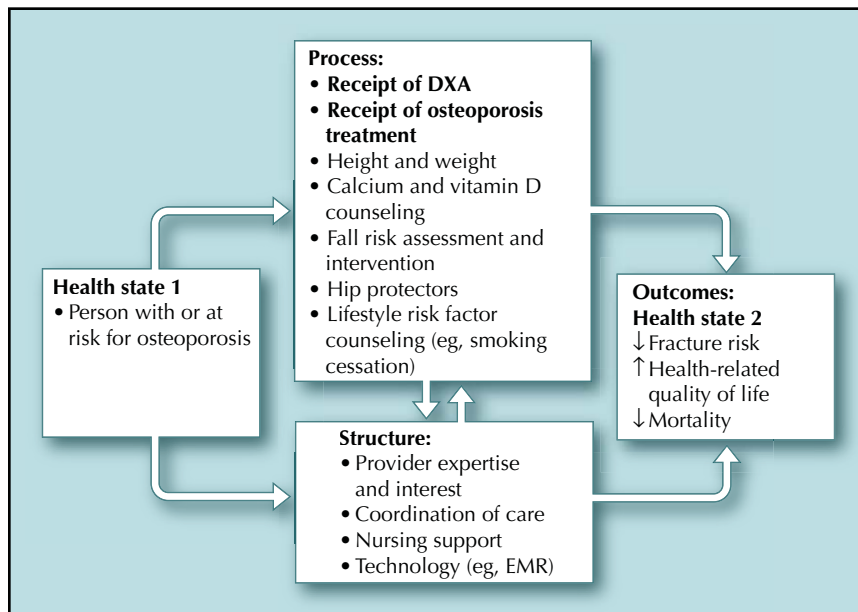 Process:
• Receipt of DXA
• Receipt of osteoporosis
treatment
• Height and weight
• Calcium and vitamin D
counseling
• Fall risk assessment and
intervention
• Hip protectors
• Lifestyle risk factor
counseling (eg, smoking
cessation)
Health state 1
• Person with or at
risk for osteoporosis
Structure:
• Provider expertise
and interest
• Coordination of care
• Nursing support
• Technology (eg, EMR)
Outcomes:
Health state 2
↓ Fracture risk
↑ Health-related
quality of life
↓ Mortality